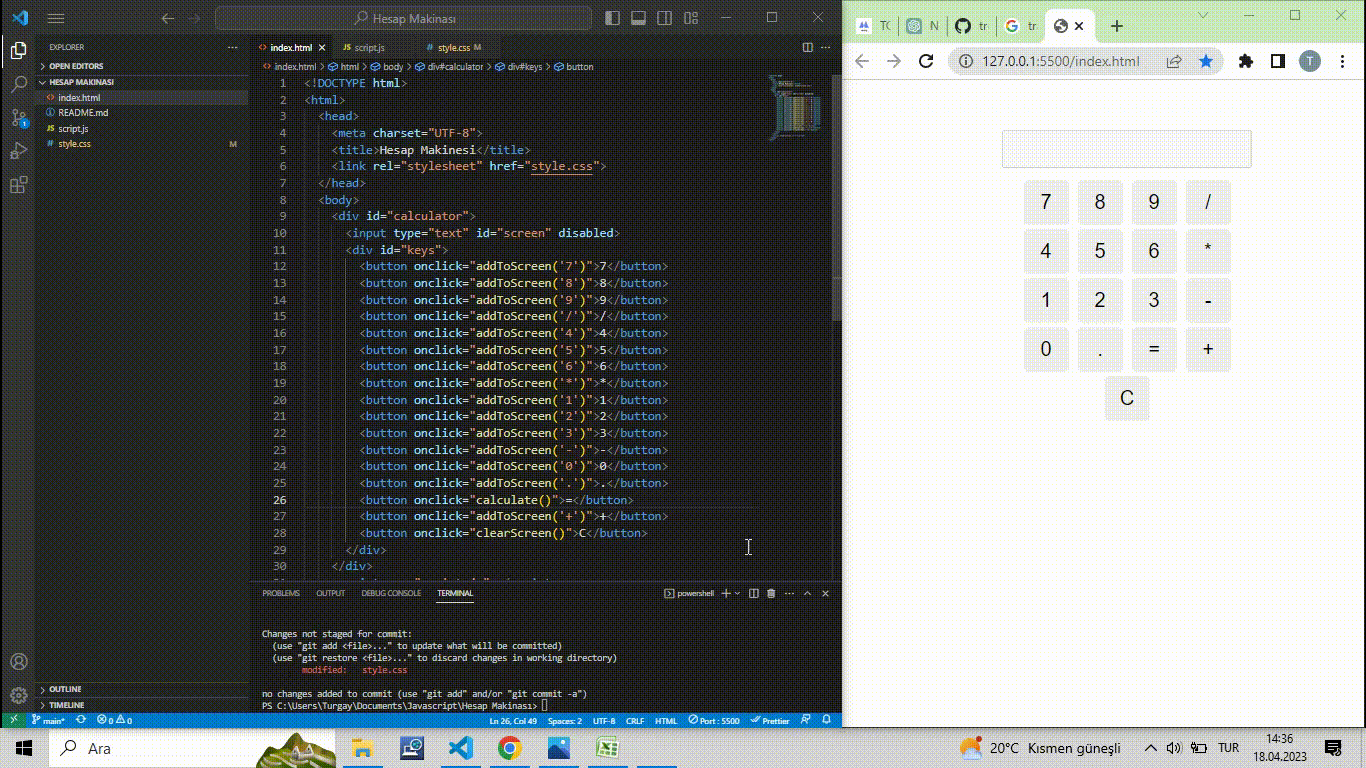 Hesap Makinası
EXPLORER
OPEN EDITORS
HESAP MAKINASI
index.html
README.md
script.js
style.css M
index.html
script.js
style.css M
index.html > html > body > div#calculator > div#keys > button
1 <!DOCTYPE html>
2 <html>
3 <head>
4 <meta charset="UTF-8">
5 <title>Hesap Makinesi</title>
6 <link rel="stylesheet" href="style.css">
7 </head>
8 <body>
9 <div id="calculator">
10 <input type="text" id="screen" disabled>
11 <div id="keys">
12 <button onclick="addToScreen('7')">7</button>
13 <button onclick="addToScreen('8')">8</button>
14 <button onclick="addToScreen('9')">9</button>
15 <button onclick="addToScreen('/')">/</button>
16 <button onclick="addToScreen('4')">4</button>
17 <button onclick="addToScreen('5')">5</button>
18 <button onclick="addToScreen('6')">6</button>
19 <button onclick="addToScreen('*')">*</button>
20 <button onclick="addToScreen('1')">1</button>
21 <button onclick="addToScreen('2')">2</button>
22 <button onclick="addToScreen('3')">3</button>
23 <button onclick="addToScreen('-')">-</button>
24 <button onclick="addToScreen('0')">0</button>
25 <button onclick="addToScreen('.')">.</button>
26 <button onclick="calculate()">=</button>
27 <button onclick="addToScreen('+')">+</button>
28 <button onclick="clearScreen()">C</button>
29 </div>
30 </div>
PROBLEMS OUTPUT DEBUG CONSOLE TERMINAL
powershell
Changes not staged for commit:
(use "git add <file>..." to update what will be committed)
(use "git restore <file>..." to discard changes in working directory)
modified: style.css
no changes added to commit (use "git add" and/or "git commit -a")
PS C:\Users\Turgay\Documents\Javascript\Hesap Makinası>
OUTLINE
TIMELINE
main* 0 0 Ln 26, Col 49 Spaces: 2 UTF-8 CRLF HTML Port : 5500 Prettier
TC N tr tr
127.0.0.1:5500/index.html
T
7 8 9 /
4 5 6 *
1 2 3 -
0 . = +
C
Ara
20°C Kısmen güneşli
TUR
14:36
18.04.2023